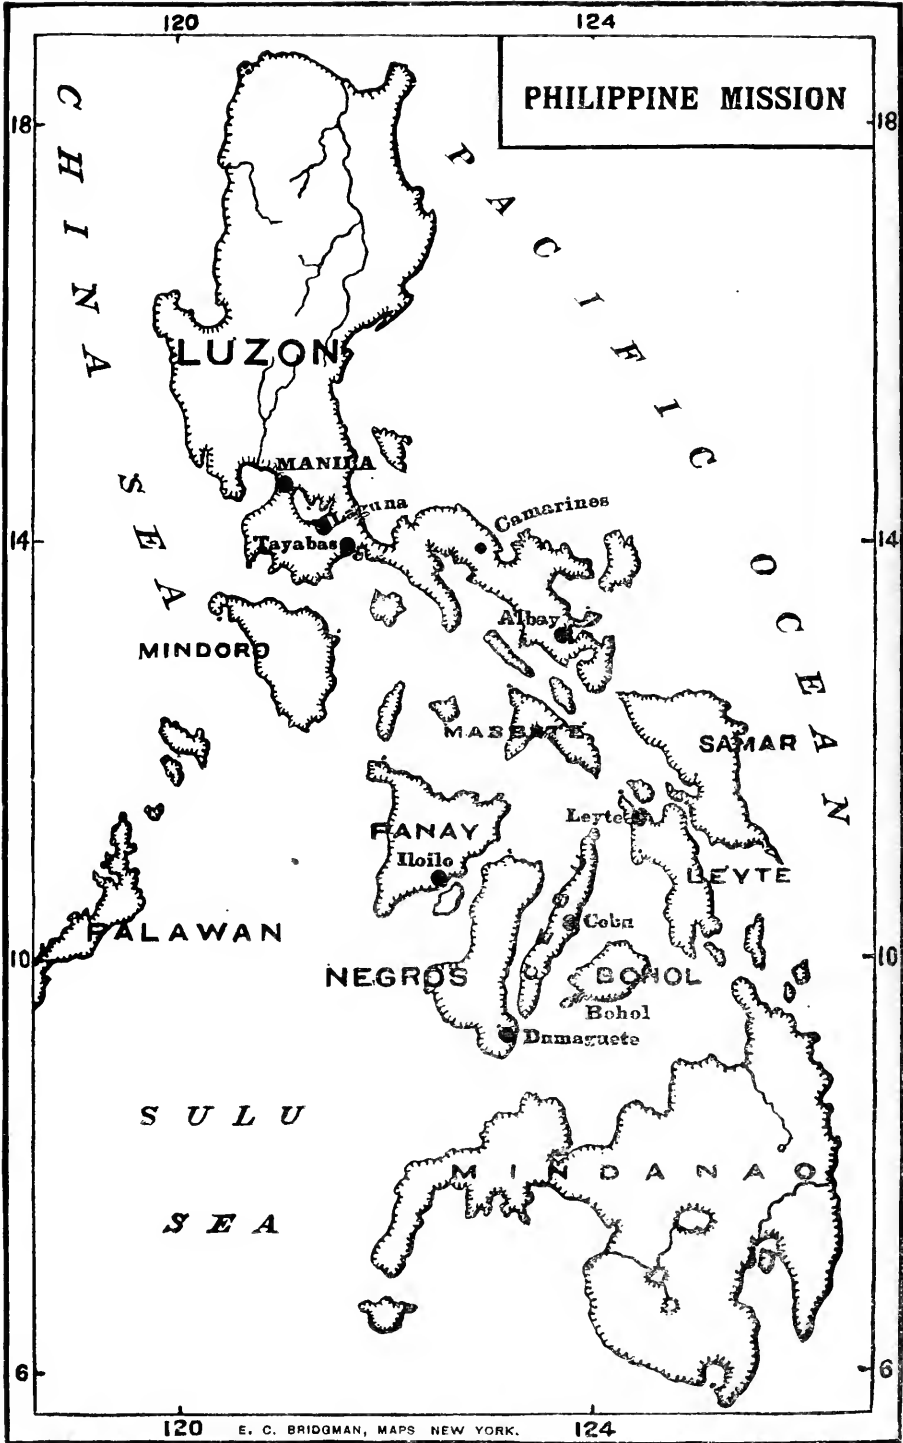 120 124
PHILIPPINE MISSION
18 18
CHINA SEA
PACIFIC OCEAN
LUZON
MANILA
Laguna
Camarines
14 14
Tayabas
Albay
MINDORO
MASBATE
SAMAR
Leyte
PANAY
Iloilo
LEYTE
Cebu
PALAWAN
10 10
NEGROS
BOHOL
Bohol
Dumaguete
SULU
SEA
MINDANAO
6 6
120 124
E. C. BRIDGMAN, MAPS NEW YORK.